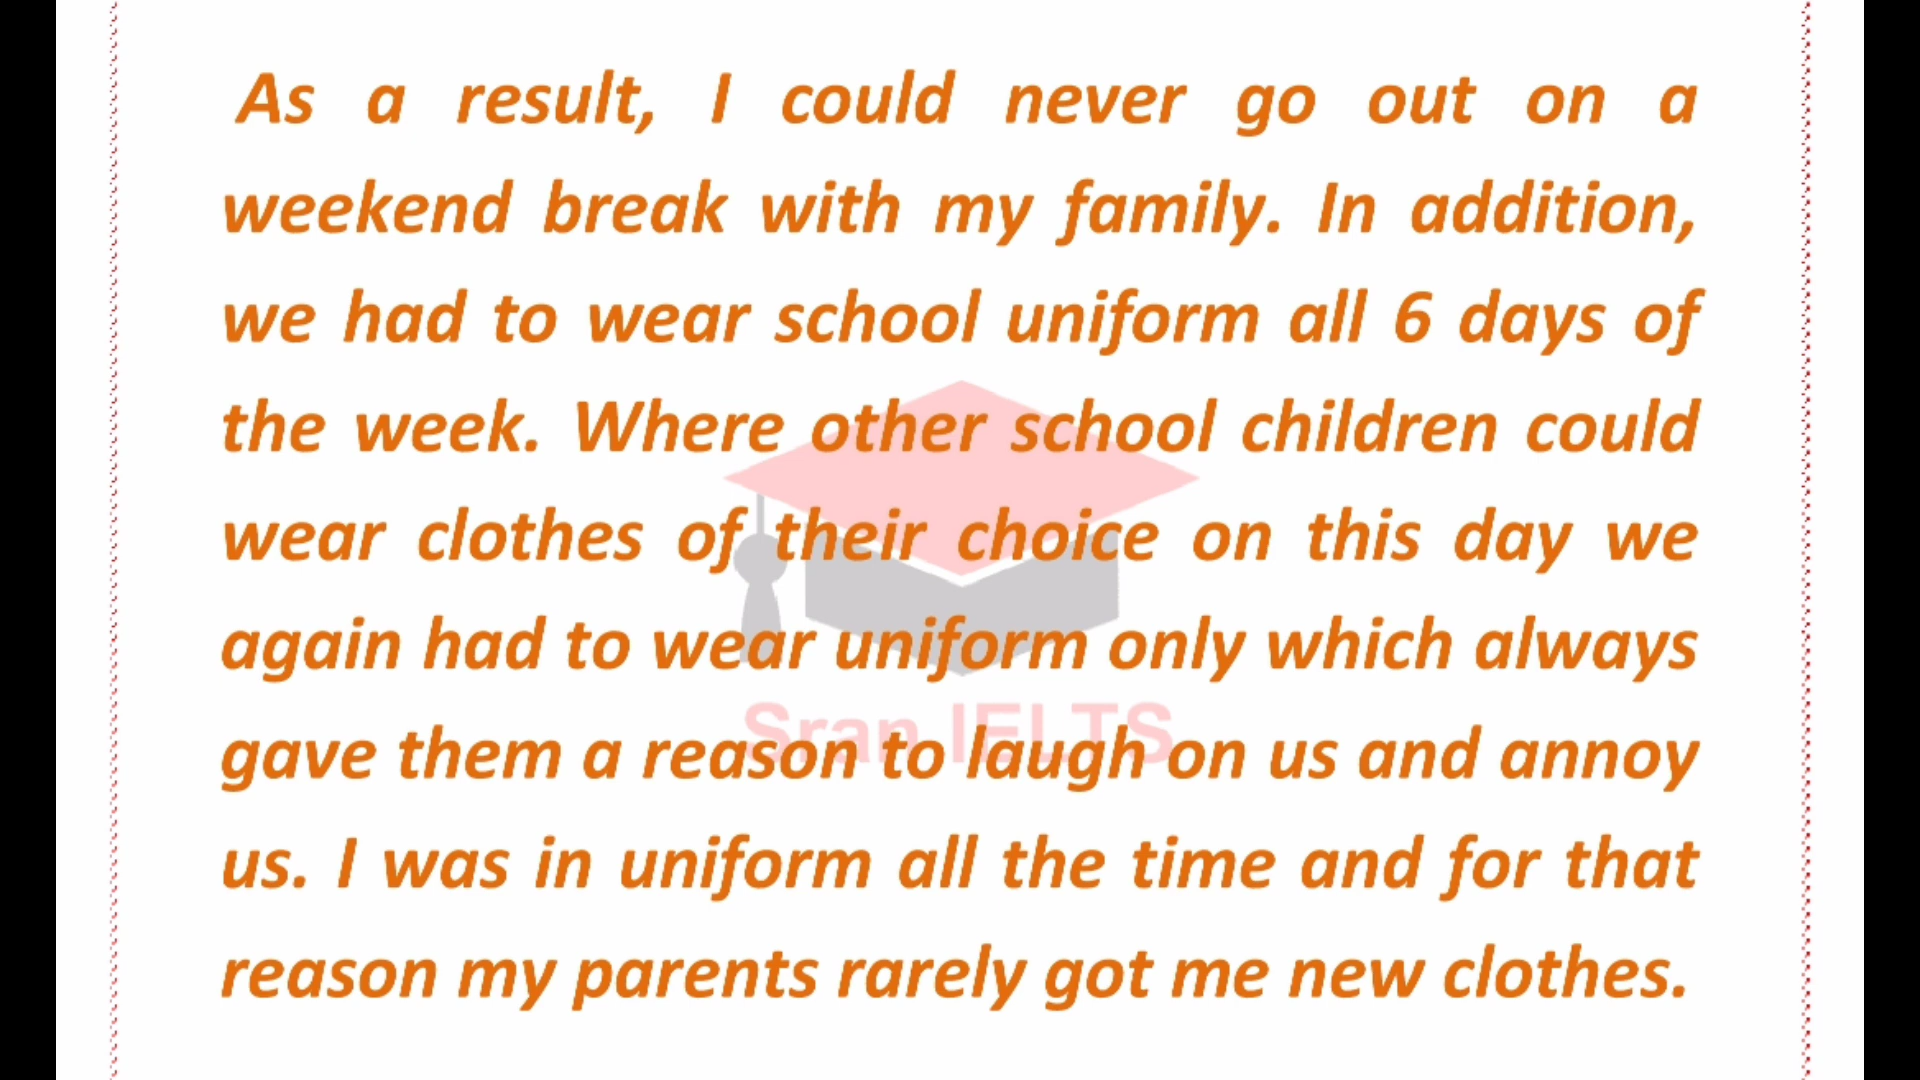 As a result, I could never go out on a
weekend break with my family. In addition,
we had to wear school uniform all 6 days of
the week. Where other school children could
wear clothes of their choice on this day we
again had to wear uniform only which always
gave them a reason to laugh on us and annoy
us. I was in uniform all the time and for that
reason my parents rarely got me new clothes.
Sran IELTS